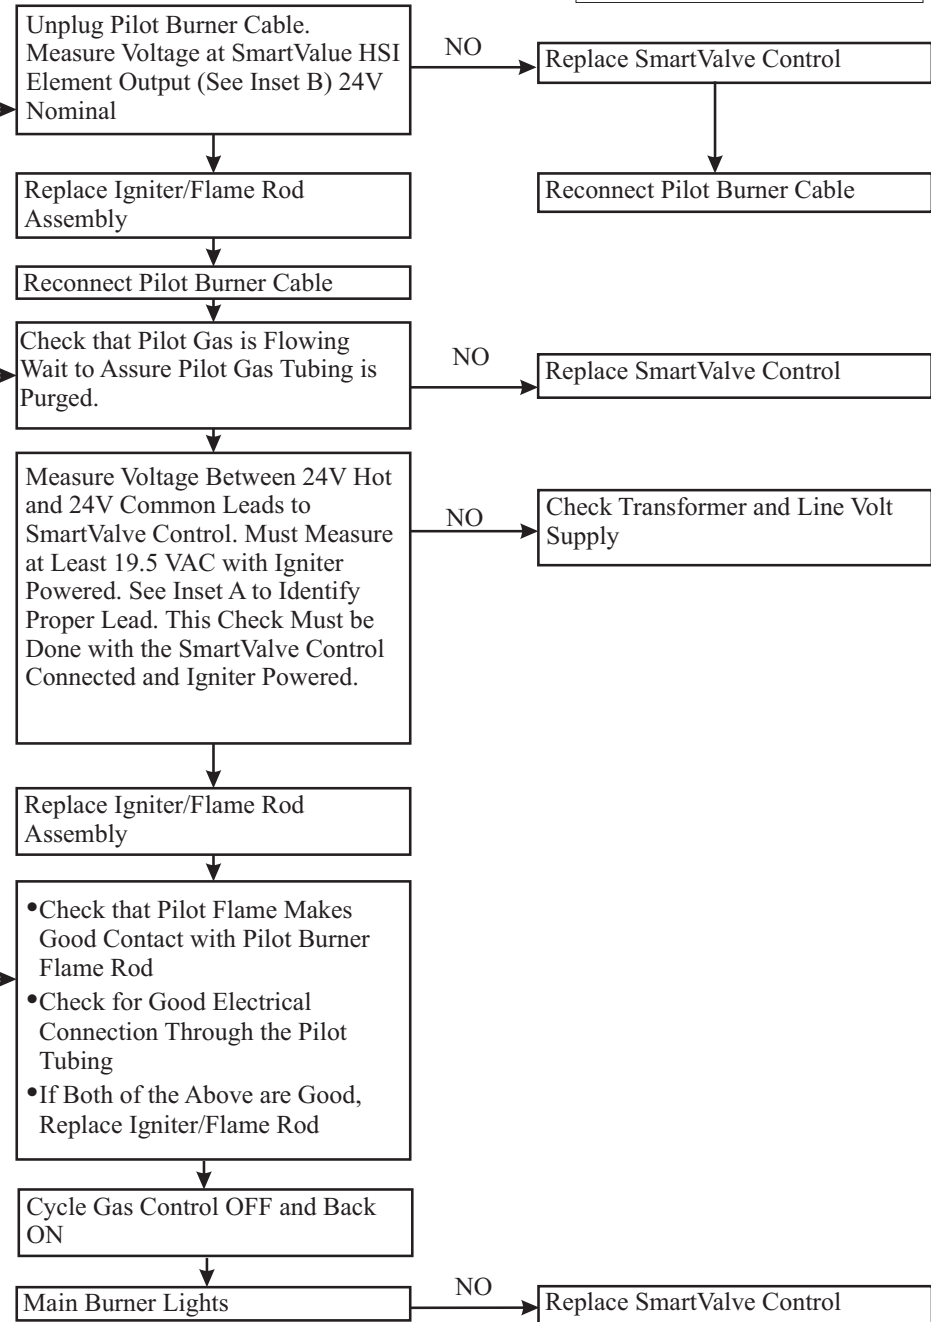 Unplug Pilot Burner Cable.
Measure Voltage at SmartValue HSI
Element Output (See Inset B) 24V
Nominal
NO
Replace SmartValve Control
Reconnect Pilot Burner Cable
Replace Igniter/Flame Rod
Assembly
Reconnect Pilot Burner Cable
Check that Pilot Gas is Flowing
Wait to Assure Pilot Gas Tubing is
Purged.
NO
Replace SmartValve Control
Measure Voltage Between 24V Hot
and 24V Common Leads to
SmartValve Control. Must Measure
at Least 19.5 VAC with Igniter
Powered. See Inset A to Identify
Proper Lead. This Check Must be
Done with the SmartValve Control
Connected and Igniter Powered.
NO
Check Transformer and Line Volt
Supply
Replace Igniter/Flame Rod
Assembly
•Check that Pilot Flame Makes
Good Contact with Pilot Burner
Flame Rod
•Check for Good Electrical
Connection Through the Pilot
Tubing
•If Both of the Above are Good,
Replace Igniter/Flame Rod
Cycle Gas Control OFF and Back
ON
Main Burner Lights
NO
Replace SmartValve Control